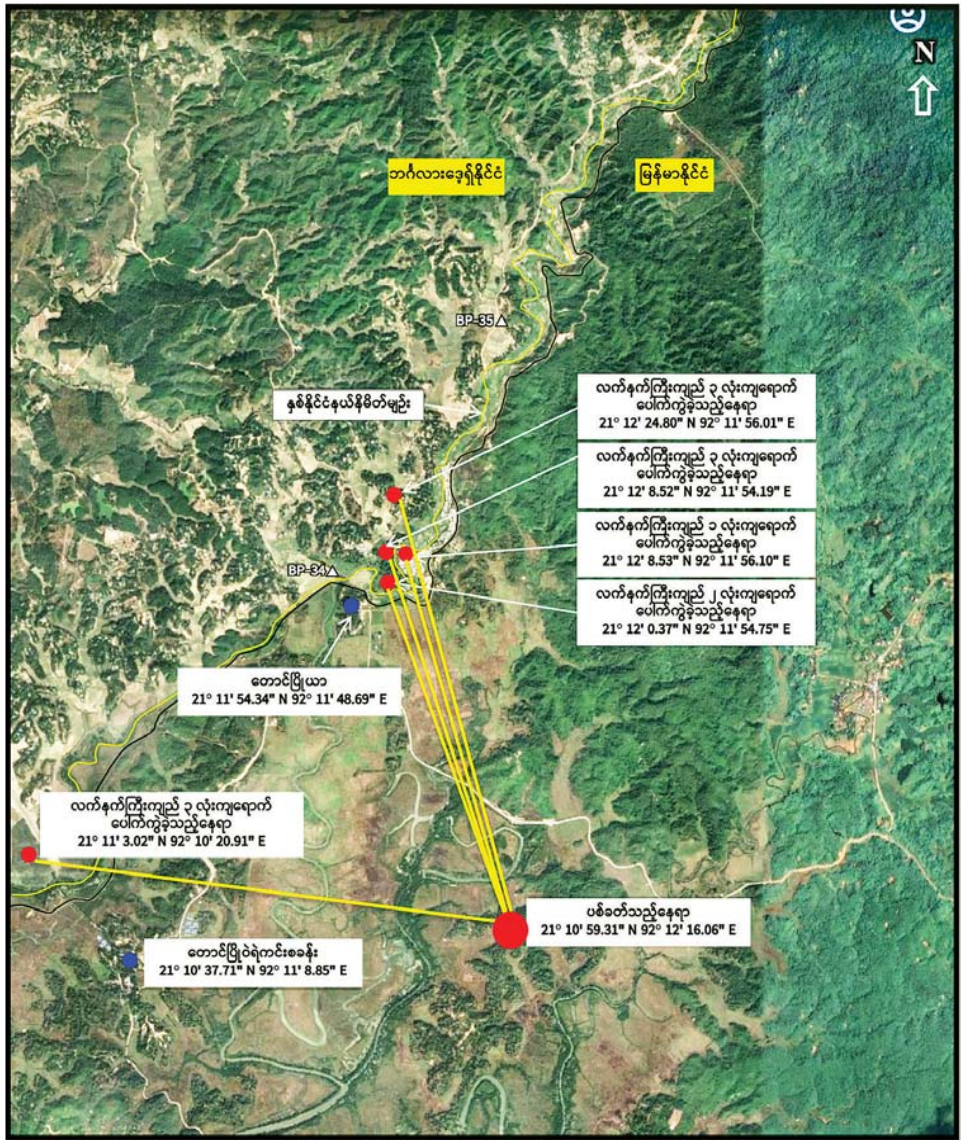 N
ဘင်္ဂလားဒေ့ရှ်နိုင်ငံ
မြန်မာနိုင်ငံ
BP-35
နှစ်နိုင်ငံနယ်နိမိတ်မျဉ်း
လက်နက်ကြီးကျည် ၃ လုံးကျရောက်
ပေါက်ကွဲခဲ့သည့်နေရာ
21° 12' 24.80" N 92° 11' 56.01" E
လက်နက်ကြီးကျည် ၃ လုံးကျရောက်
ပေါက်ကွဲခဲ့သည့်နေရာ
21° 12' 8.52" N 92° 11' 54.19" E
လက်နက်ကြီးကျည် ၁ လုံးကျရောက်
ပေါက်ကွဲခဲ့သည့်နေရာ
21° 12' 8.53" N 92° 11' 56.10" E
BP-34
လက်နက်ကြီးကျည် ၂ လုံးကျရောက်
ပေါက်ကွဲခဲ့သည့်နေရာ
21° 12' 0.37" N 92° 11' 54.75" E
တောင်ပြိုယာ
21° 11' 54.34" N 92° 11' 48.69" E
လက်နက်ကြီးကျည် ၃ လုံးကျရောက်
ပေါက်ကွဲခဲ့သည့်နေရာ
21° 11' 3.02" N 92° 10' 20.91" E
ပစ်ခတ်သည့်နေရာ
21° 10' 59.31" N 92° 12' 16.06" E
တောင်ပြိုဝဲရဲကင်းစခန်း
21° 10' 37.71" N 92° 11' 8.85" E